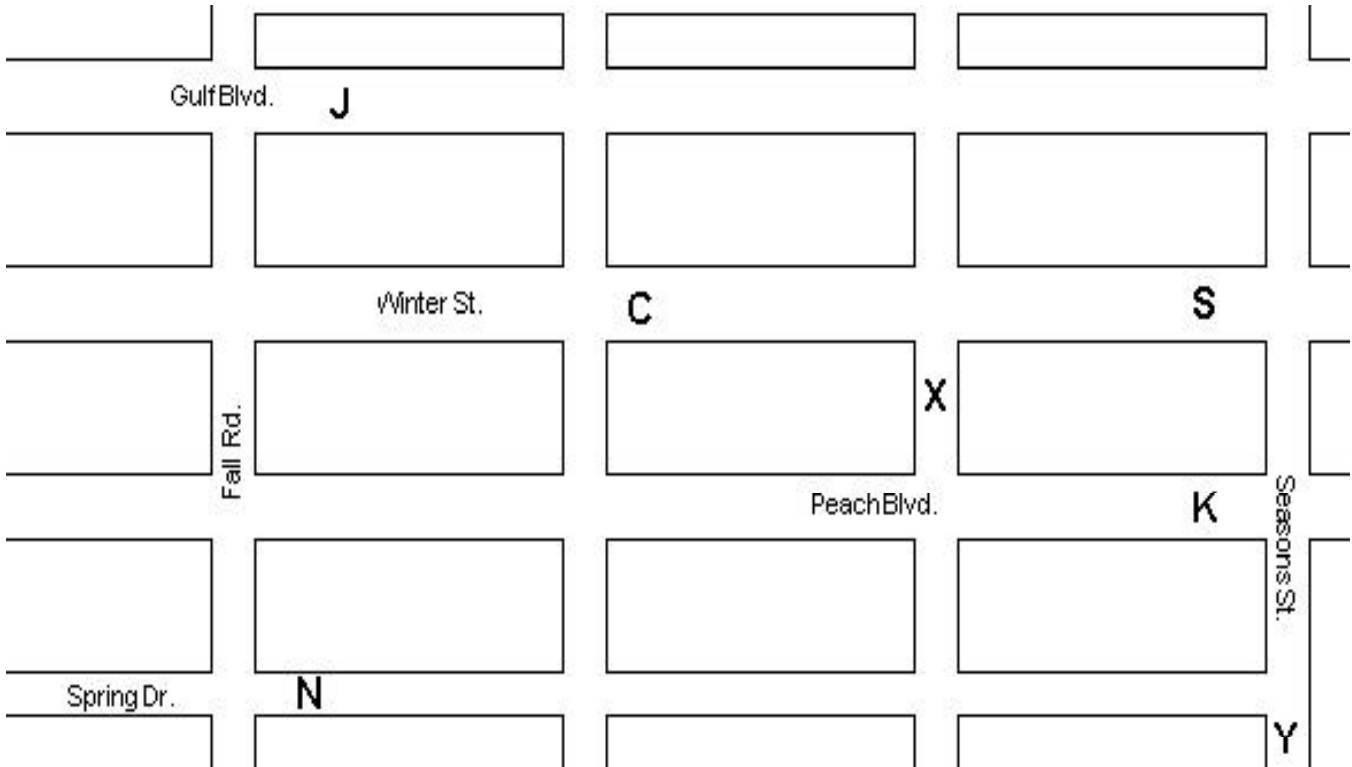 Gulf Blvd.
J
Winter St.
C
S
X
Fall Rd.
Peach Blvd.
K
Seasons St.
Spring Dr.
N
Y